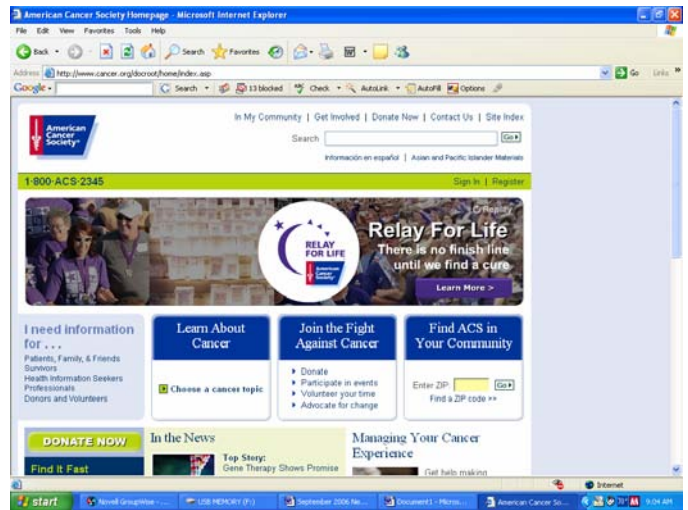 American Cancer Society Homepage - Microsoft Internet Explorer
File Edit View Favorites Tools Help
Back Search Favorites
Address http://www.cancer.org/docroot/home/index.asp Go Links »
Google Search 13 blocked Check AutoLink AutoFill Options
In My Community | Get Involved | Donate Now | Contact Us | Site Index
American
Cancer
Society®
Search Go
Información en español | Asian and Pacific Islander Materials
1-800-ACS-2345 Sign In | Register
Replay
RELAY
FOR LIFE
American
Cancer
Society
Relay For Life
There is no finish line
until we find a cure
Learn More >
I need information
for . . .
Patients, Family, & Friends
Survivors
Health Information Seekers
Professionals
Donors and Volunteers
Learn About
Cancer
Choose a cancer topic
Join the Fight
Against Cancer
Donate
Participate in events
Volunteer your time
Advocate for change
Find ACS in
Your Community
Enter ZIP: Go
Find a ZIP code >>
DONATE NOW
Find It Fast
In the News
Top Story:
Gene Therapy Shows Promise
Managing Your Cancer
Experience
Get help making
Internet
start Novell GroupWise - ... USB MEMORY (F:) September 2006 Ne... Document1 - Micros... American Cancer So... 9:04 AM